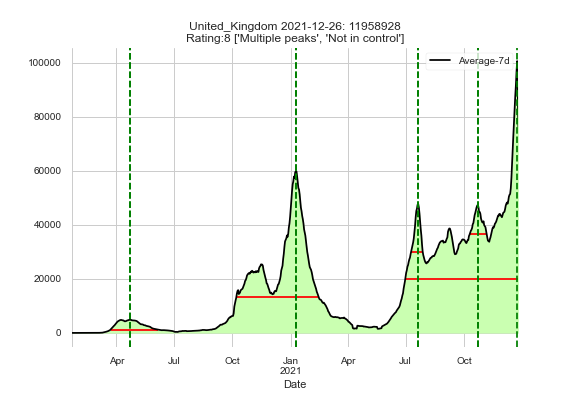 United_Kingdom 2021-12-26: 11958928
Rating:8 ['Multiple peaks', 'Not in control']
Average-7d
100000
80000
60000
40000
20000
0
Apr Jul Oct Jan Apr Jul Oct
2021
Date